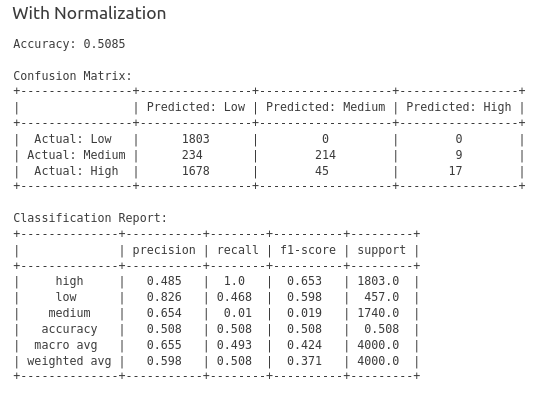 With Normalization
Accuracy: 0.5085
Confusion Matrix:
+---------------+----------------+-------------------+-----------------+
|               | Predicted: Low | Predicted: Medium | Predicted: High |
+---------------+----------------+-------------------+-----------------+
|  Actual: Low  |      1803      |         0         |        0        |
| Actual: Medium |      234       |        214        |        9        |
|  Actual: High |      1678      |         45        |       17        |
+---------------+----------------+-------------------+-----------------+
Classification Report:
+--------------+-----------+--------+----------+---------+
|              | precision | recall | f1-score | support |
+--------------+-----------+--------+----------+---------+
|     high     |   0.485   |  1.0   |  0.653   | 1803.0  |
|     low      |   0.826   | 0.468  |  0.598   |  457.0  |
|    medium    |   0.654   |  0.01  |  0.019   | 1740.0  |
|   accuracy   |   0.508   | 0.508  |  0.508   |  0.508  |
|  macro avg   |   0.655   | 0.493  |  0.424   | 4000.0  |
| weighted avg |   0.598   | 0.508  |  0.371   | 4000.0  |
+--------------+-----------+--------+----------+---------+